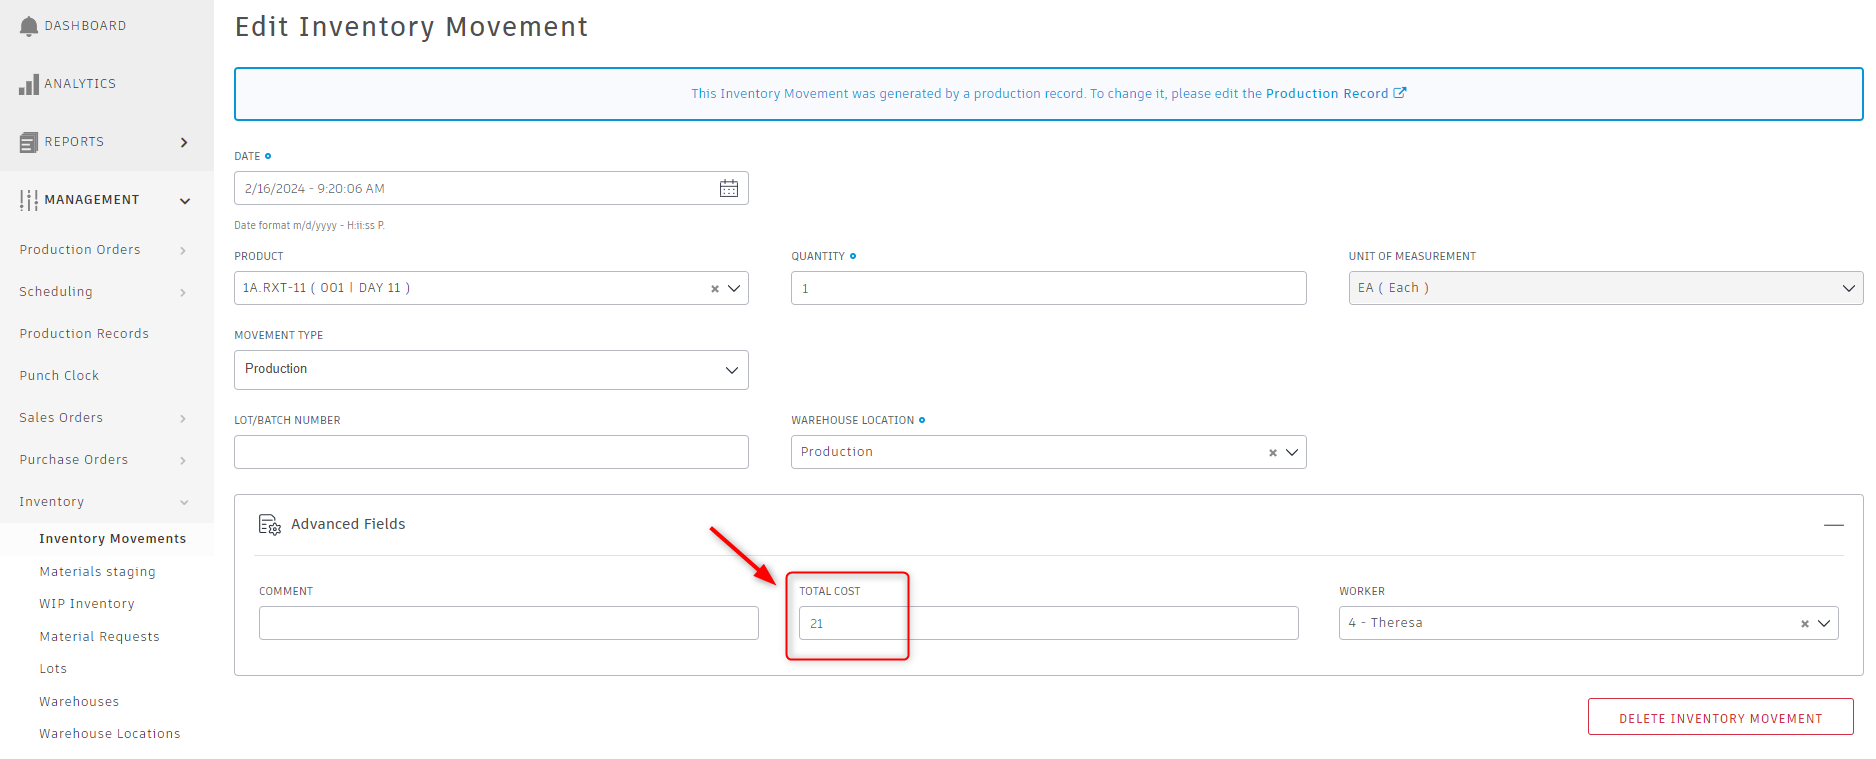 DASHBOARD
ANALYTICS
REPORTS
MANAGEMENT
Production Orders
Scheduling
Production Records
Punch Clock
Sales Orders
Purchase Orders
Inventory
Inventory Movements
Materials staging
WIP Inventory
Material Requests
Lots
Warehouses
Warehouse Locations
Edit Inventory Movement
This Inventory Movement was generated by a production record. To change it, please edit the Production Record
DATE
2/16/2024 - 9:20:06 AM
Date format m/d/yyyy - H:ii:ss P.
PRODUCT
1A.RXT-11 ( 001 | DAY 11 )
QUANTITY
1
UNIT OF MEASUREMENT
EA ( Each )
MOVEMENT TYPE
Production
LOT/BATCH NUMBER
WAREHOUSE LOCATION
Production
Advanced Fields
COMMENT
TOTAL COST
21
WORKER
4 - Theresa
DELETE INVENTORY MOVEMENT